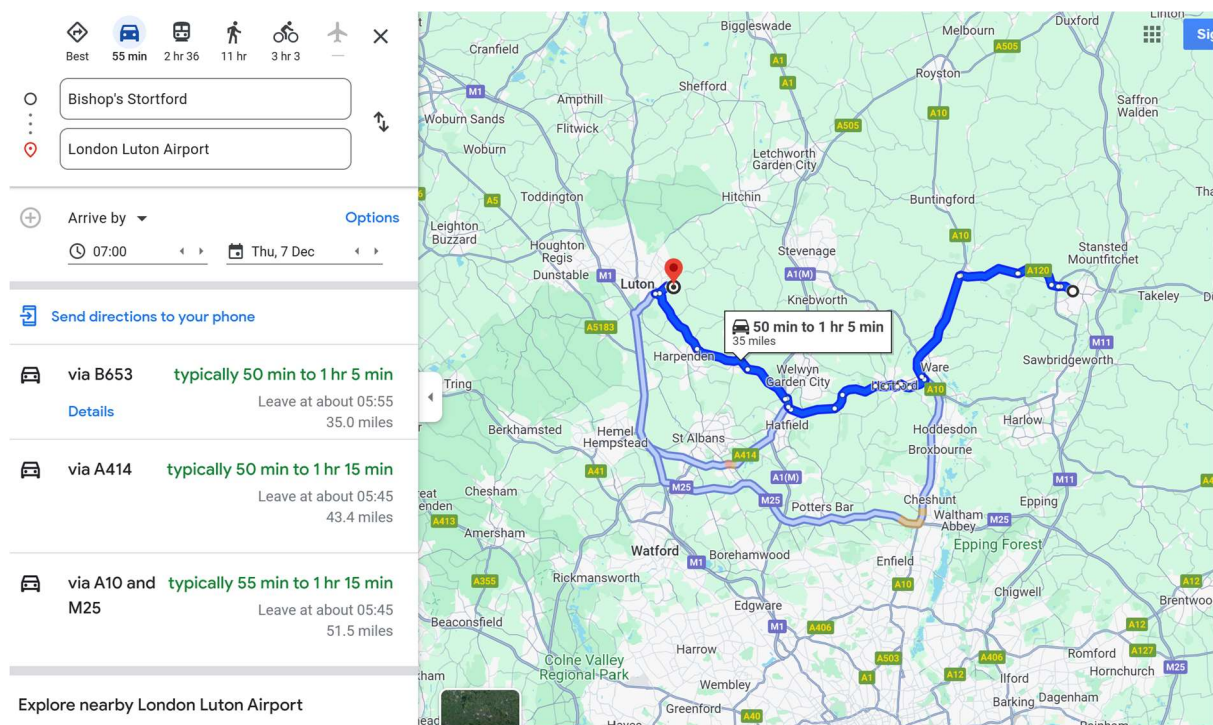 Best
55 min
2 hr 36
11 hr
3 hr 3
—
Bishop's Stortford
London Luton Airport
Arrive by
Options
07:00
Thu, 7 Dec
Send directions to your phone
via B653
typically 50 min to 1 hr 5 min
Leave at about 05:55
35.0 miles
Details
via A414
typically 50 min to 1 hr 15 min
Leave at about 05:45
43.4 miles
via A10 and
M25
typically 55 min to 1 hr 15 min
Leave at about 05:45
51.5 miles
Explore nearby London Luton Airport
Biggleswade
Duxford
Linton
Melbourn
A505
Cranfield
A1
Royston
A1
Shefford
M1
Ampthill
Saffron
Walden
Woburn Sands
A10
Flitwick
A505
Woburn
Letchworth
Garden City
Toddington
Hitchin
A5
Buntingford
Leighton
Buzzard
A10
Houghton
Regis
Stevenage
Stansted
Mountfitchet
Dunstable
M1
A1(M)
A120
Luton
Knebworth
Takeley
A5183
50 min to 1 hr 5 min
35 miles
M11
Harpenden
Ware
Sawbridgeworth
Welwyn
Garden City
Tring
Hertford
A10
Hatfield
Harlow
Berkhamsted
Hemel
Hempstead
St Albans
Hoddesdon
Broxbourne
A414
A41
A1(M)
M11
M25
Chesham
M25
Cheshunt
Epping
Potters Bar
Waltham
Abbey
M25
A413
Amersham
Epping Forest
Watford
Borehamwood
Enfield
M1
Rickmansworth
A355
A10
A12
Chigwell
Edgware
Beaconsfield
M1
A406
A12
Harrow
A503
A406
Romford
A127
Colne Valley
Regional Park
Hornchurch
M25
A1
A12
Ilford
Wembley
Barking
Dagenham
Greenford
A40